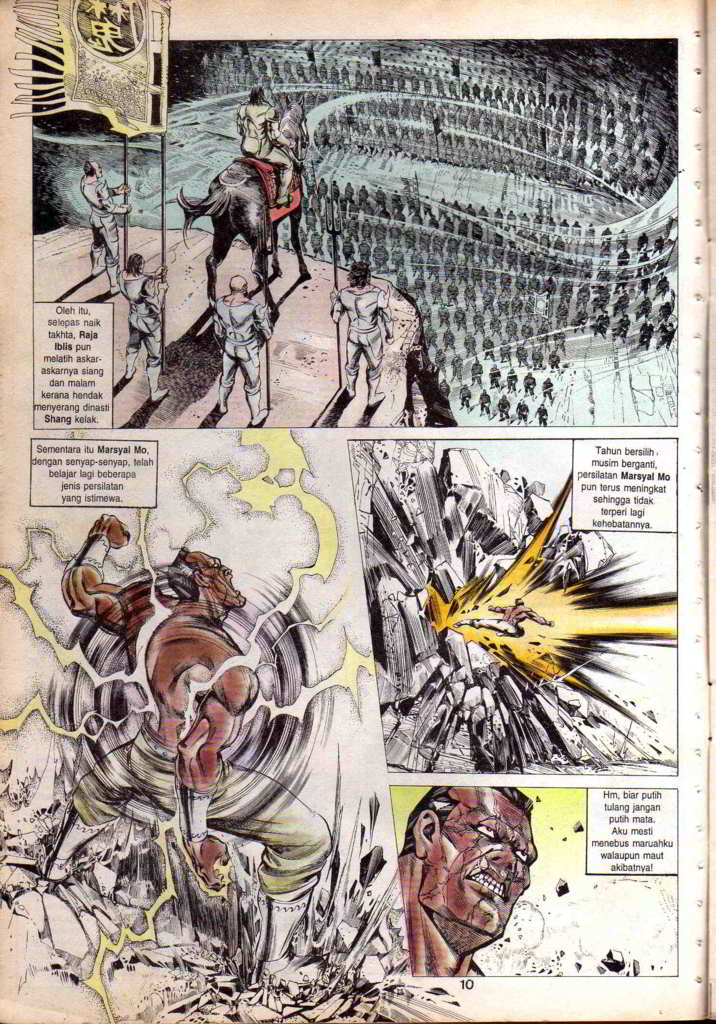 Oleh itu,
selepas naik
takhta, Raja
Iblis pun
melatih askar-
askarnya siang
dan malam
kerana hendak
menyerang dinasti
Shang kelak.
Sementara itu Marsyal Mo,
dengan senyap-senyap, telah
belajar lagi beberapa
jenis persilatan
yang istimewa.
Tahun bersilih,
musim berganti,
persilatan Marsyal Mo
pun terus meningkat
sehingga tidak
terperi lagi
kehebatannya.
Hm, biar putih
tulang jangan
putih mata.
Aku mesti
menebus maruahku
walaupun maut
akibatnya!
10